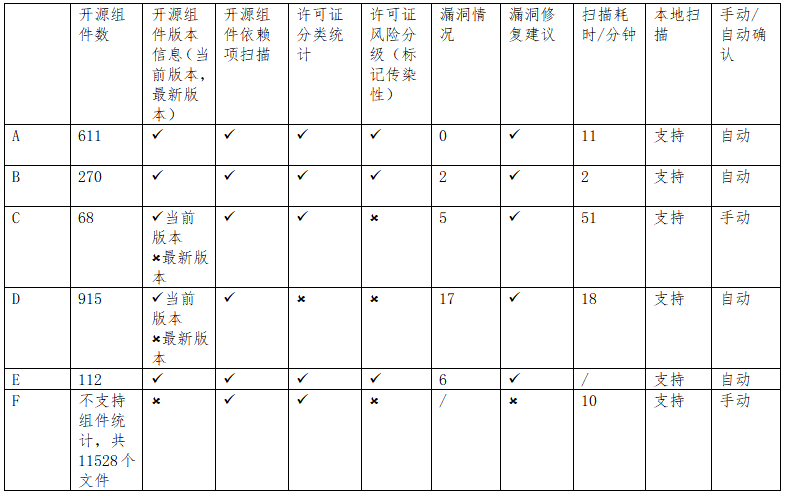 开源组件数
开源组件版本信息（当前版本，最新版本）
开源组件依赖项扫描
许可证分类统计
许可证风险分级（标记传染性）
漏洞情况
漏洞修复建议
扫描耗时/分钟
本地扫描
手动/自动确认
A 611 ✓ ✓ ✓ ✓ 0 ✓ 11 支持 自动
B 270 ✓ ✓ ✓ ✓ 2 ✓ 2 支持 自动
C 68 ✓当前版本 ✖最新版本 ✓ ✓ ✖ 5 ✓ 51 支持 手动
D 915 ✓当前版本 ✖最新版本 ✓ ✖ ✖ 17 ✓ 18 支持 自动
E 112 ✓ ✓ ✓ ✓ 6 ✓ / 支持 自动
F 不支持组件统计，共11528个文件 ✖ ✓ ✓ ✖ / ✖ 10 支持 手动